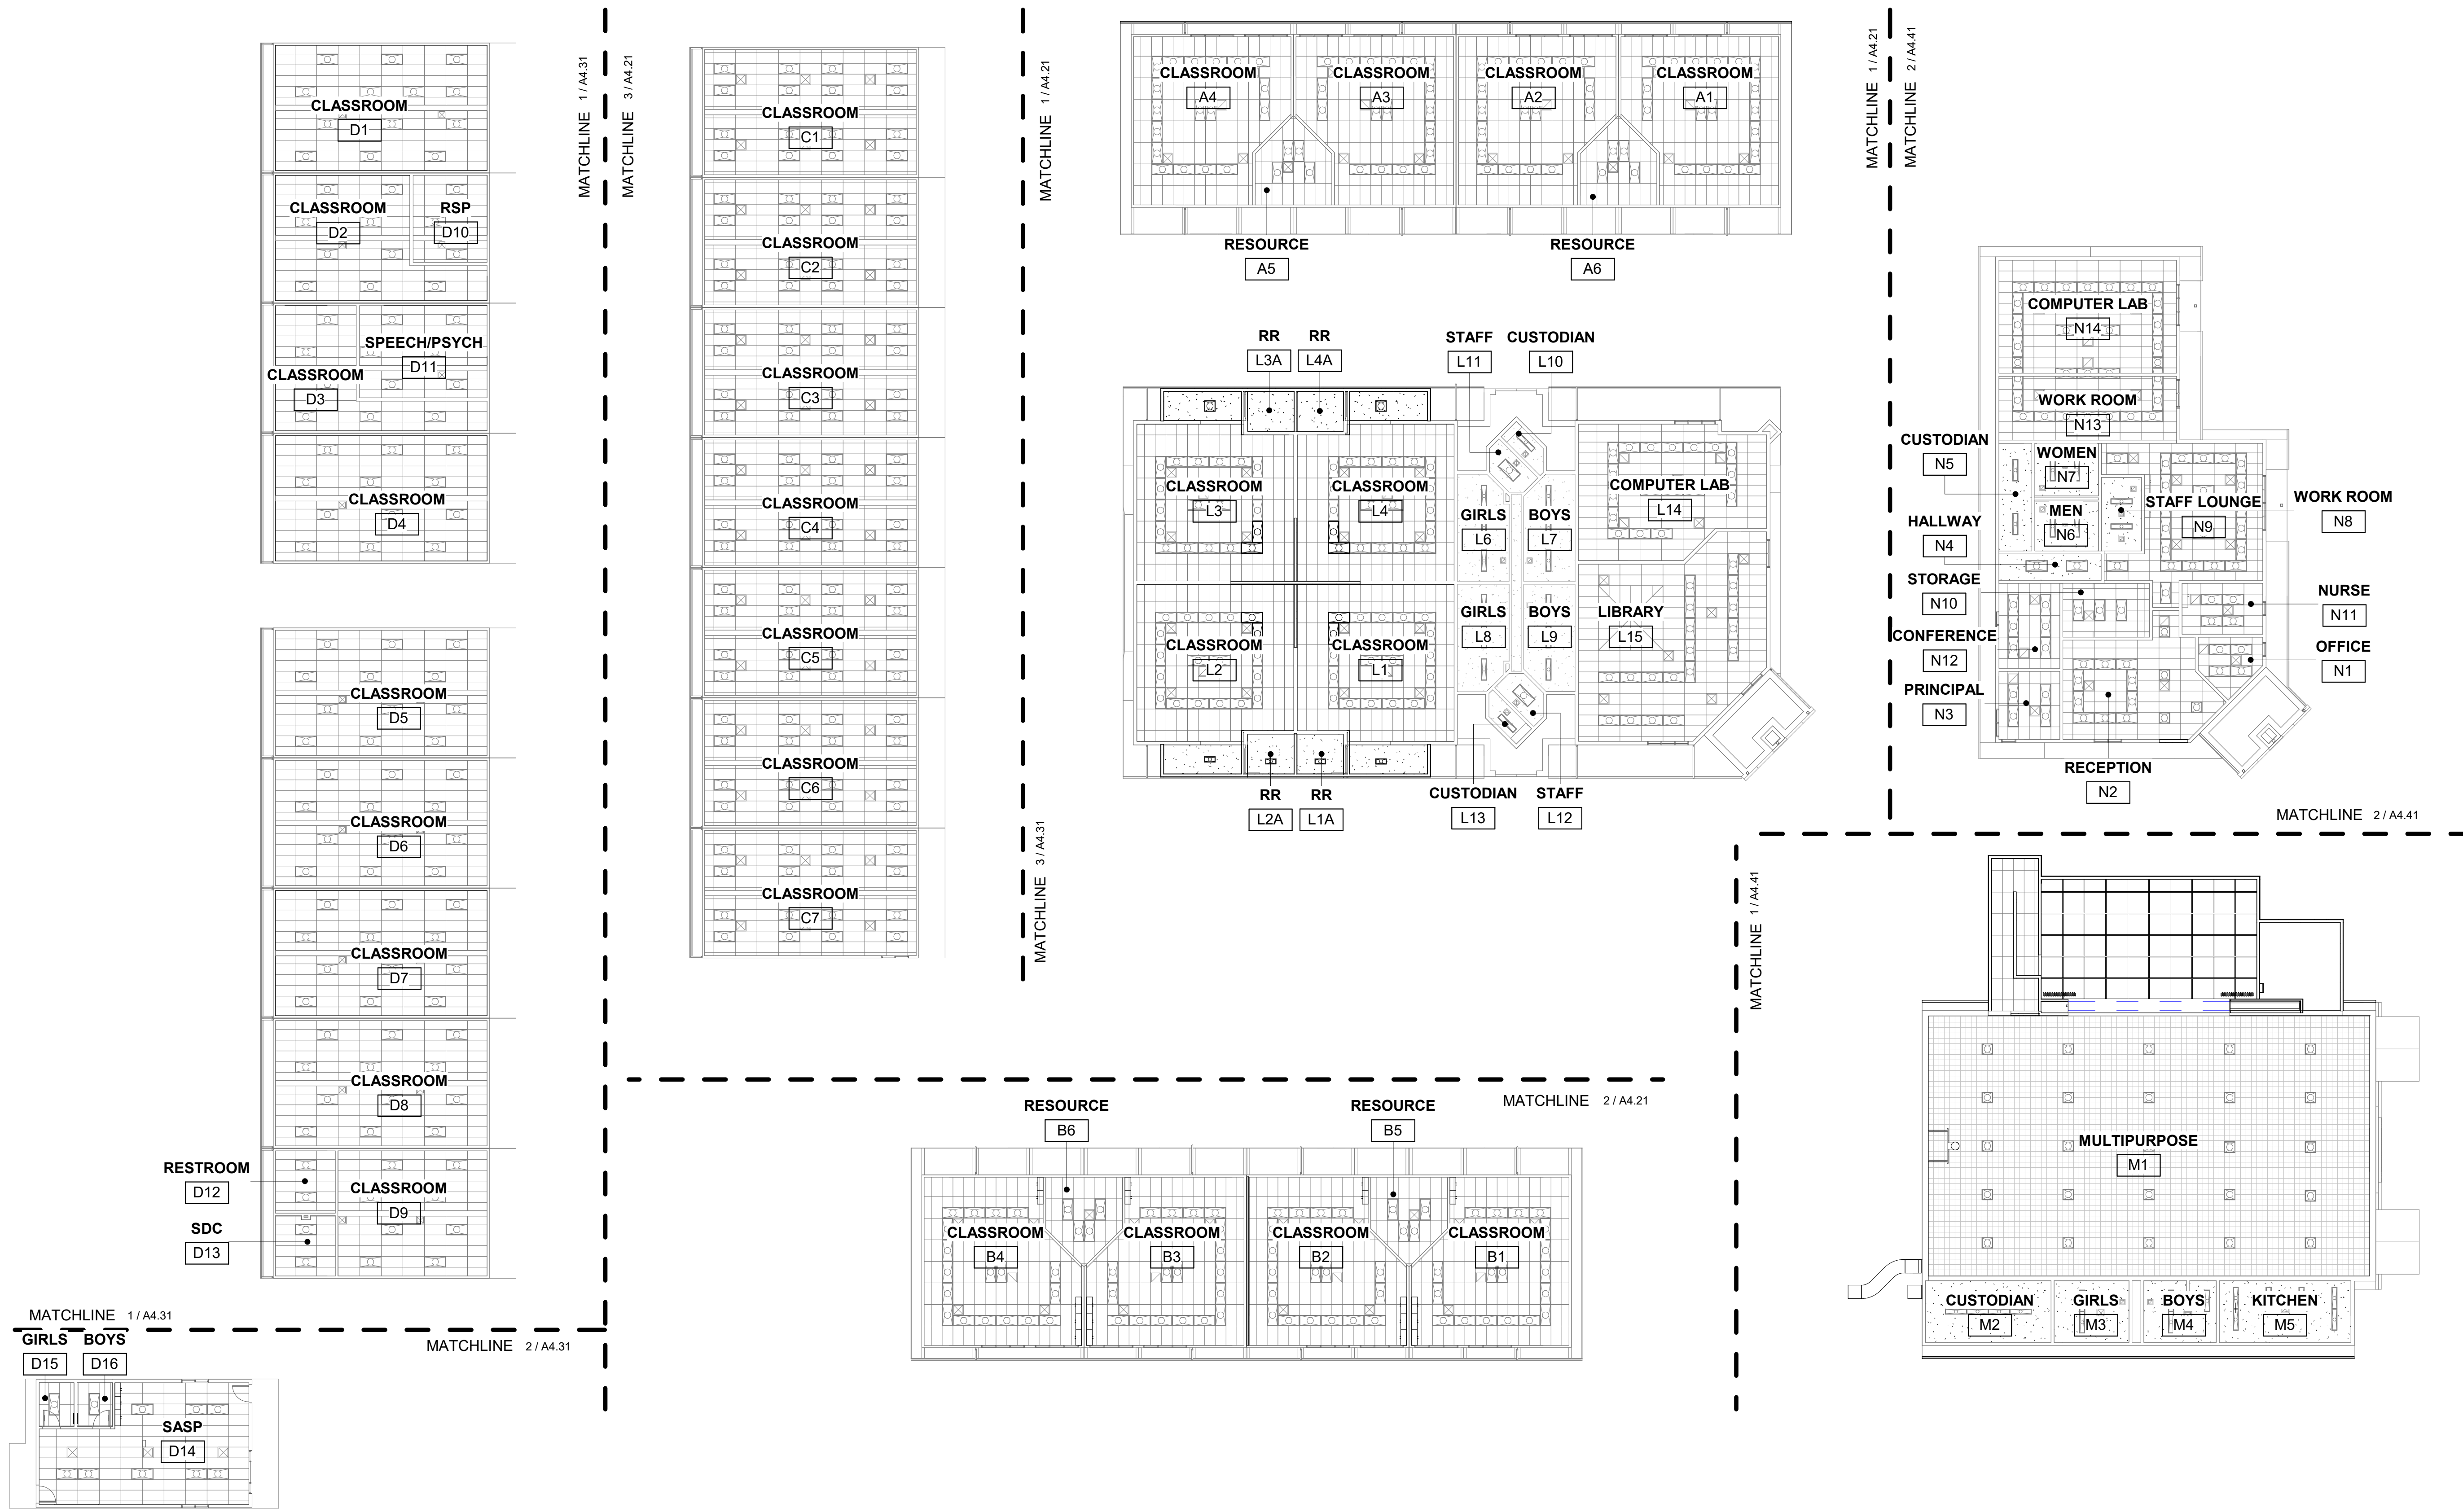 CLASSROOM
D1
CLASSROOM
D2
RSP
D10
SPEECH/PSYCH
D11
CLASSROOM
D3
CLASSROOM
D4
CLASSROOM
D5
CLASSROOM
D6
CLASSROOM
D7
CLASSROOM
D8
RESTROOM
D12
CLASSROOM
D9
SDC
D13
MATCHLINE 1 / A4.31
MATCHLINE 2 / A4.31
GIRLS
D15
BOYS
D16
SASP
D14
MATCHLINE 1 / A4.31
MATCHLINE 3 / A4.21
CLASSROOM
C1
CLASSROOM
C2
CLASSROOM
C3
CLASSROOM
C4
CLASSROOM
C5
CLASSROOM
C6
CLASSROOM
C7
MATCHLINE 1 / A4.21
MATCHLINE 3 / A4.31
CLASSROOM
A4
CLASSROOM
A3
CLASSROOM
A2
CLASSROOM
A1
RESOURCE
A5
RESOURCE
A6
RR
L3A
RR
L4A
STAFF
L11
CUSTODIAN
L10
CLASSROOM
L3
CLASSROOM
L4
GIRLS
L6
BOYS
L7
COMPUTER LAB
L14
CLASSROOM
L2
CLASSROOM
L1
GIRLS
L8
BOYS
L9
LIBRARY
L15
RR
L2A
RR
L1A
CUSTODIAN
L13
STAFF
L12
MATCHLINE 2 / A4.21
RESOURCE
B6
RESOURCE
B5
CLASSROOM
B4
CLASSROOM
B3
CLASSROOM
B2
CLASSROOM
B1
MATCHLINE 1 / A4.21
MATCHLINE 2 / A4.41
COMPUTER LAB
N14
WORK ROOM
N13
CUSTODIAN
N5
WOMEN
N7
STAFF LOUNGE
N9
WORK ROOM
N8
MEN
N6
HALLWAY
N4
STORAGE
N10
NURSE
N11
CONFERENCE
N12
OFFICE
N1
PRINCIPAL
N3
RECEPTION
N2
MATCHLINE 2 / A4.41
MATCHLINE 1 / A4.41
MULTIPURPOSE
M1
CUSTODIAN
M2
GIRLS
M3
BOYS
M4
KITCHEN
M5